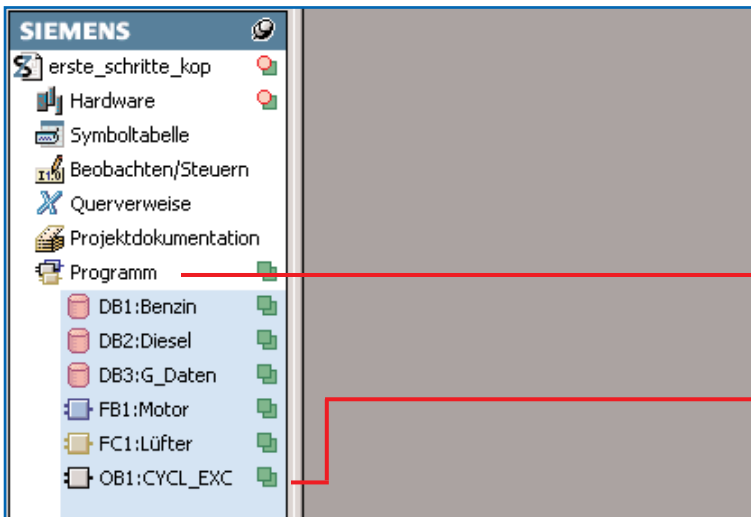 SIEMENS
erste_schritte_kop
Hardware
Symboltabelle
Beobachten/Steuern
Querverweise
Projektdokumentation
Programm
DB1:Benzin
DB2:Diesel
DB3:G_Daten
FB1:Motor
FC1:Lüfter
OB1:CYCL_EXC